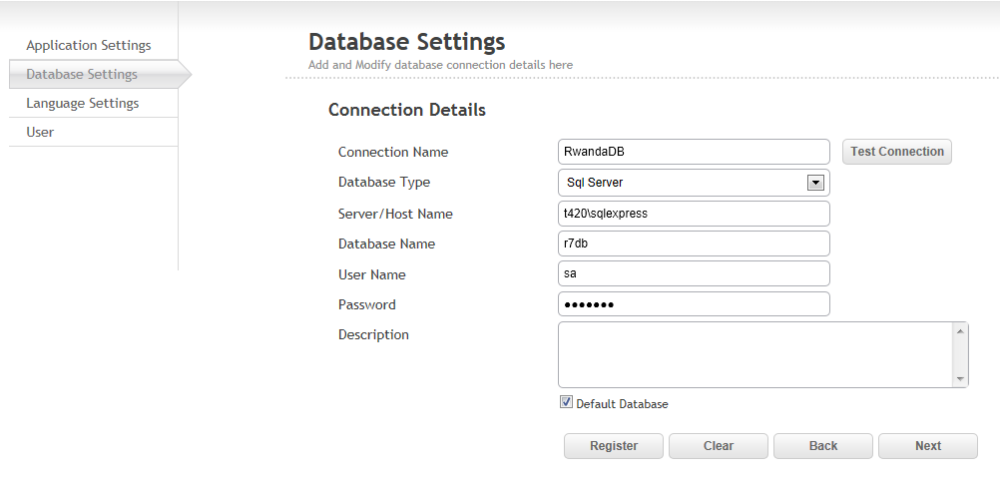 Application Settings
Database Settings
Language Settings
User
Database Settings
Add and Modify database connection details here
Connection Details
Connection Name RwandaDB Test Connection
Database Type Sql Server
Server/Host Name t420\sqlexpress
Database Name r7db
User Name sa
Password •••••••
Description
Default Database
Register Clear Back Next